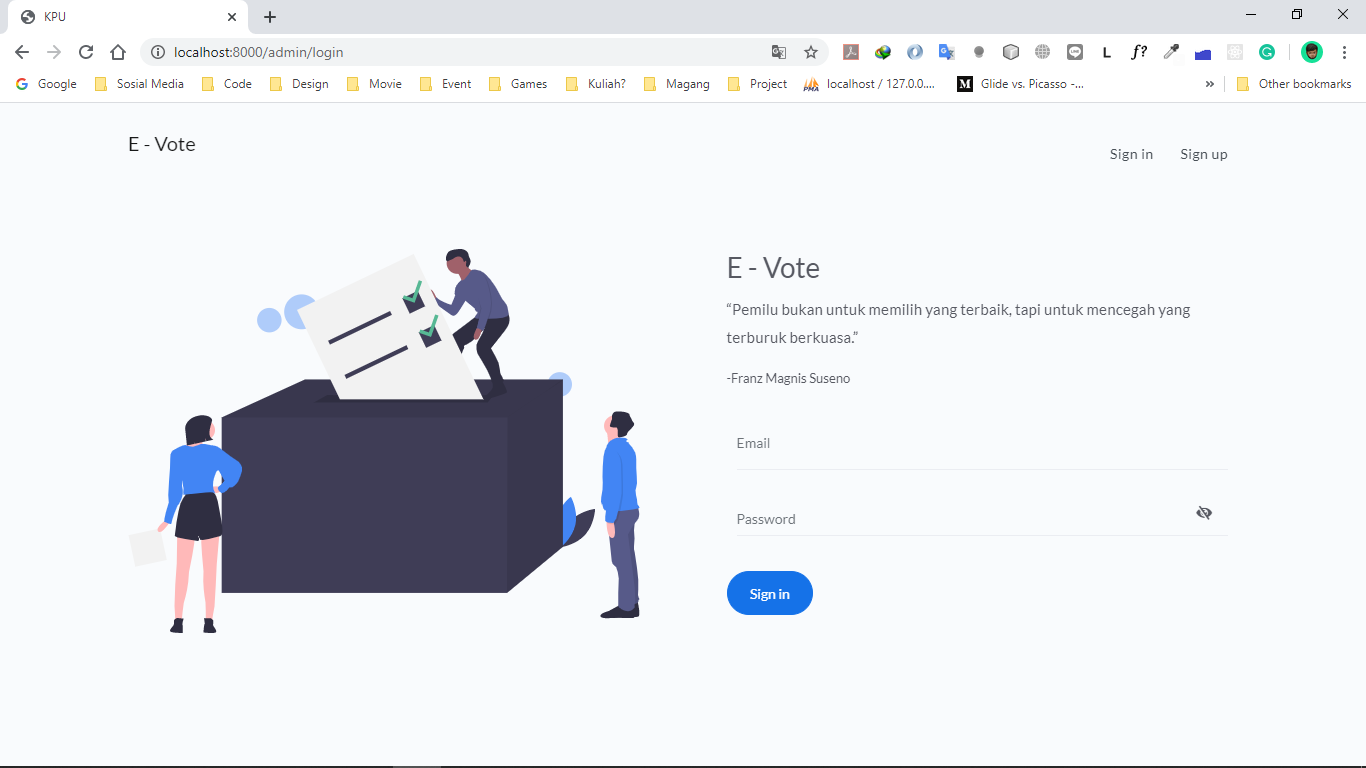 KPU
localhost:8000/admin/login
Google Sosial Media Code Design Movie Event Games Kuliah? Magang Project localhost / 127.0.0.... Glide vs. Picasso -... » Other bookmarks
E - Vote
Sign in Sign up
E - Vote
“Pemilu bukan untuk memilih yang terbaik, tapi untuk mencegah yang
terburuk berkuasa.”
-Franz Magnis Suseno
Email
Password
Sign in